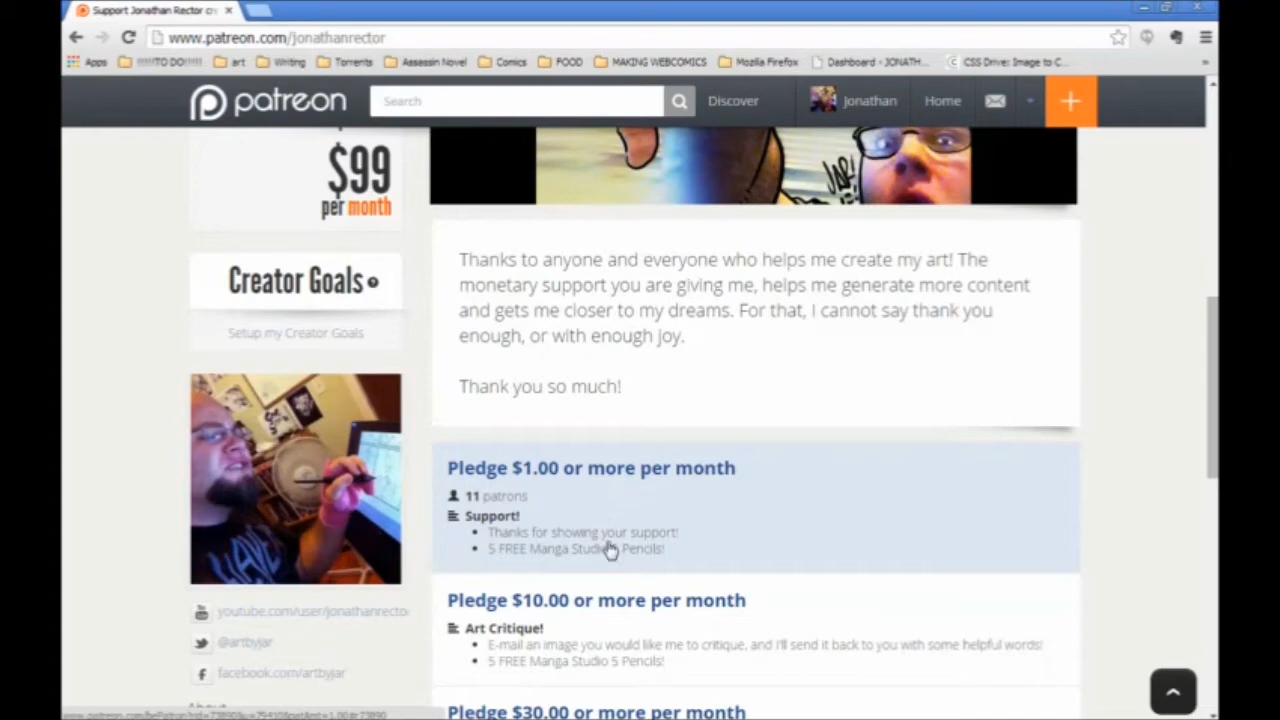 Support Jonathan Rector cr
www.patreon.com/jonathanrector
Apps !!!!!TO DO!!!!! art Writing Torrents Assassin Novel Comics FOOD MAKING WEBCOMICS Mozilla Firefox Dashboard - JONATH... CSS Drive: Image to C...
patreon Search Discover Jonathan Home
$99
per month
JAR!
Creator Goals
Setup my Creator Goals
Thanks to anyone and everyone who helps me create my art! The
monetary support you are giving me, helps me generate more content
and gets me closer to my dreams. For that, I cannot say thank you
enough, or with enough joy.
Thank you so much!
Pledge $1.00 or more per month
11 patrons
Support!
Thanks for showing your support!
5 FREE Manga Studio Pencils!
Pledge $10.00 or more per month
Art Critique!
E-mail an image you would like me to critique, and I'll send it back to you with some helpful words!
5 FREE Manga Studio 5 Pencils!
Pledge $30.00 or more per month
You Tube youtube.com/user/jonathanrector
@artbyjar
facebook.com/artbyjar